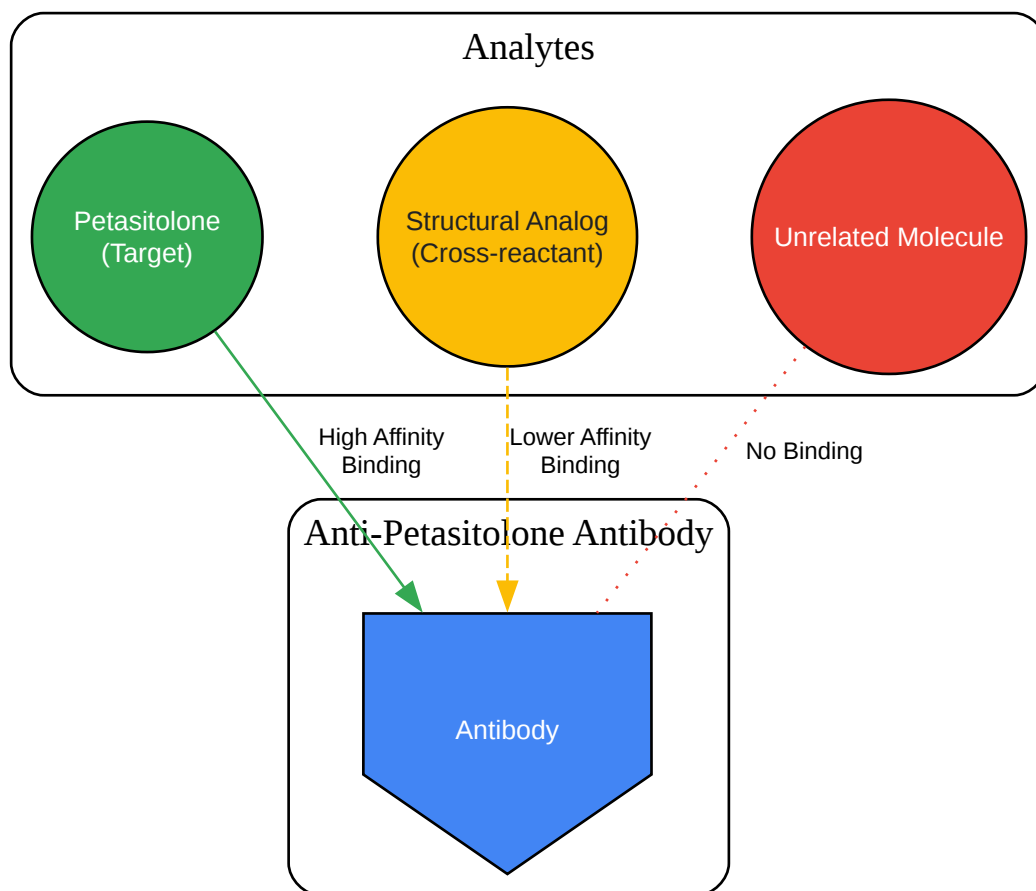 Analytes
Petasitolone
(Target)
Structural Analog
(Cross-reactant)
Unrelated Molecule
High Affinity
Binding
Lower Affinity
Binding
No Binding
Anti-Petasitolone Antibody
Antibody